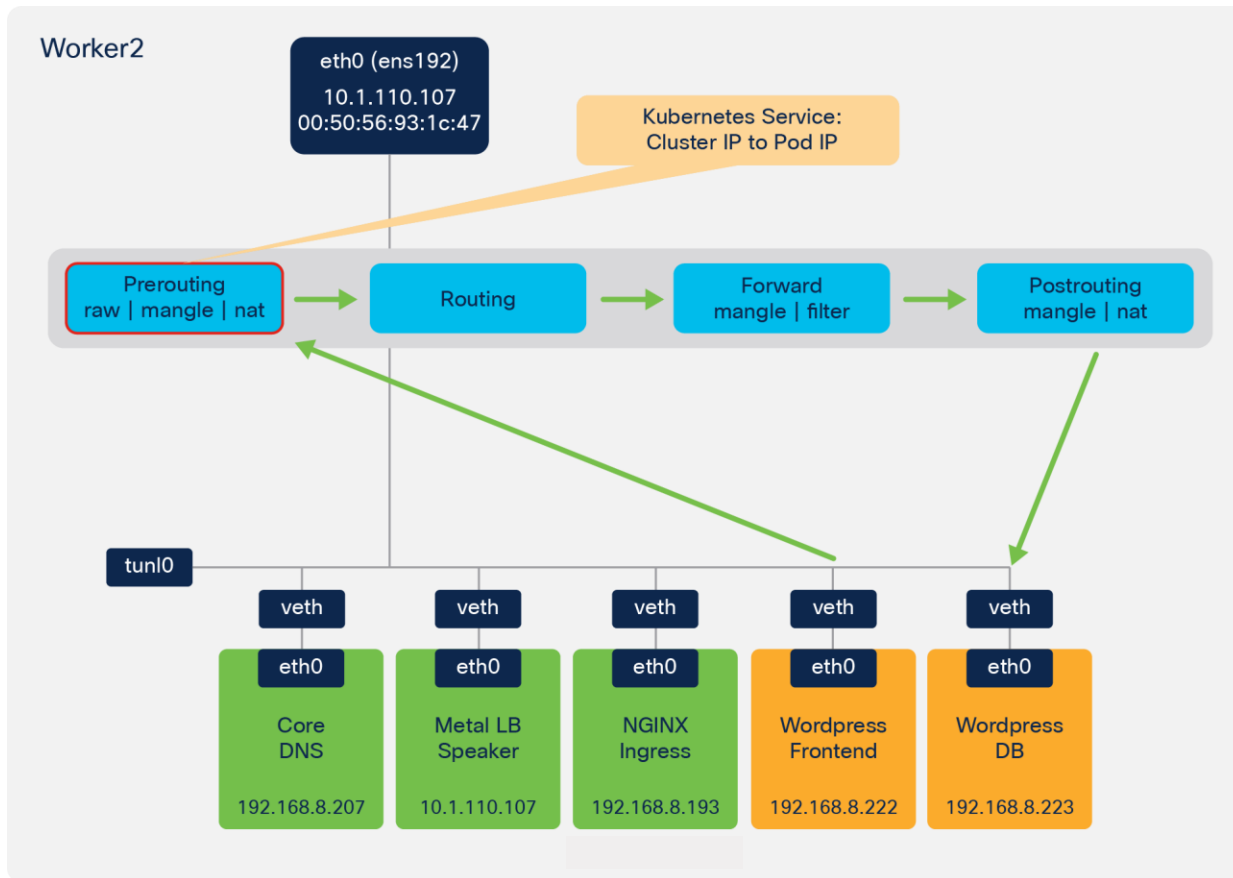 Worker2
eth0 (ens192)
10.1.110.107
00:50:56:93:1c:47
Kubernetes Service:
Cluster IP to Pod IP
Prerouting
raw | mangle | nat
Routing
Forward
mangle | filter
Postrouting
mangle | nat
tunl0
veth
veth
veth
veth
veth
eth0
eth0
eth0
eth0
eth0
Core
DNS
192.168.8.207
Metal LB
Speaker
10.1.110.107
NGINX
Ingress
192.168.8.193
Wordpress
Frontend
192.168.8.222
Wordpress
DB
192.168.8.223